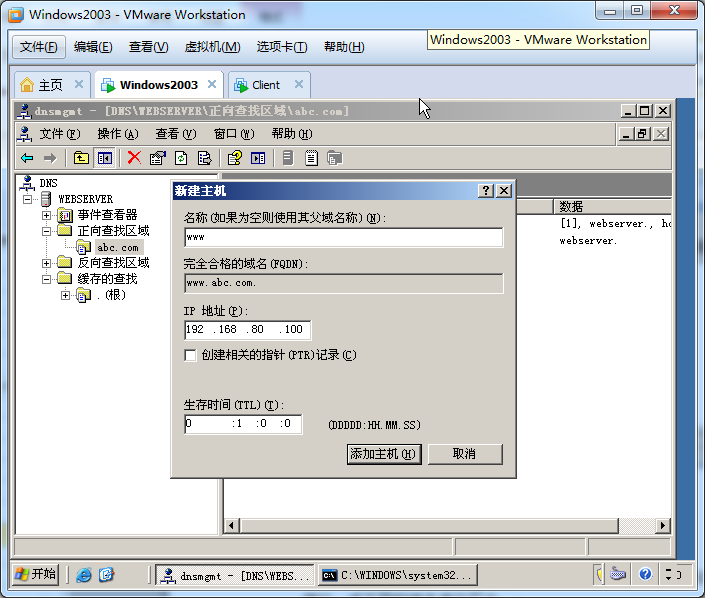 Windows2003 - VMware Workstation
文件(F) 编辑(E) 查看(V) 虚拟机(M) 选项卡(T) 帮助(H)
Windows2003 - VMware Workstation
主页 Windows2003 Client
dnsmgmt - [DNS\WEBSERVER\正向查找区域\abc.com]
文件(F) 操作(A) 查看(V) 窗口(W) 帮助(H)
DNS
WEBSERVER
事件查看器
正向查找区域
abc.com
反向查找区域
缓存的查找
.(根)
数据
[1], webserver., ho
webserver.
新建主机
名称(如果为空则使用其父域名称)(N):
www
完全合格的域名(FQDN):
www.abc.com.
IP 地址(P):
192 .168 .80 .100
创建相关的指针(PTR)记录(C)
生存时间(TTL)(T):
0 :1 :0 :0 (DDDDD:HH.MM.SS)
添加主机(H) 取消
开始 dnsmgmt - [DNS\WEBS... C:\WINDOWS\system32...